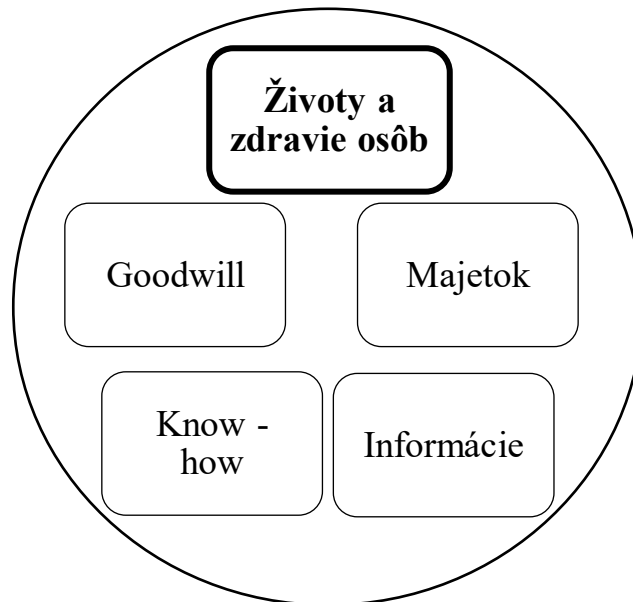 Životy a
zdravie osôb
Goodwill
Majetok
Know -
how
Informácie